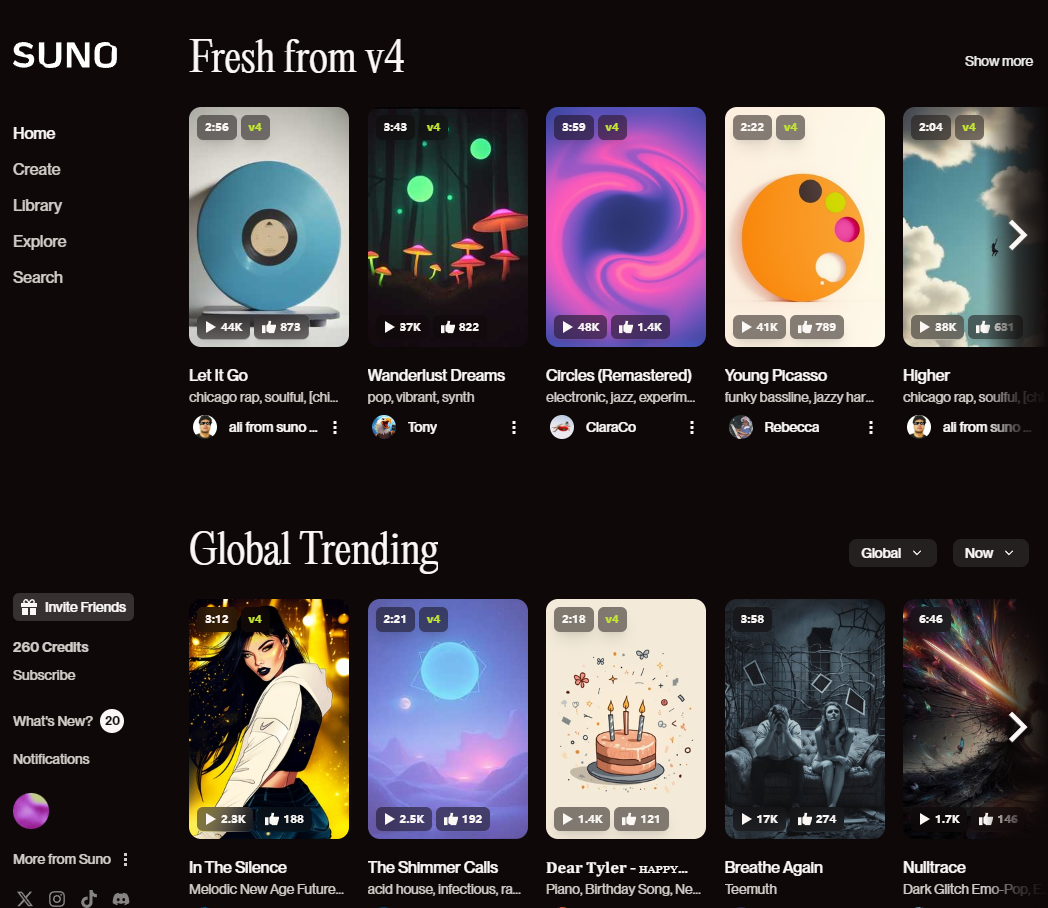 SUNO
Home
Create
Library
Explore
Search
Invite Friends
260 Credits
Subscribe
What's New? 20
Notifications
More from Suno
Fresh from v4
Show more
2:56 v4
44K 873
Let It Go
chicago rap, soulful, [chi...
ali from suno ...
3:43 v4
37K 822
Wanderlust Dreams
pop, vibrant, synth
Tony
3:59 v4
48K 1.4K
Circles (Remastered)
electronic, jazz, experim...
ClaraCo
2:22 v4
41K 789
Young Picasso
funky bassline, jazzy har...
Rebecca
2:04 v4
38K 631
Higher
chicago rap, soulful, [chi
ali from suno ...
Global Trending
Global
Now
3:12 v4
2.3K 188
In The Silence
Melodic New Age Future...
2:21 v4
2.5K 192
The Shimmer Calls
acid house, infectious, ra...
2:18 v4
1.4K 121
Dear Tyler - ʜᴀᴘᴘʏ...
Piano, Birthday Song, Ne...
3:58
17K 274
Breathe Again
Teemuth
6:46
1.7K 146
Nulltrace
Dark Glitch Emo-Pop, E